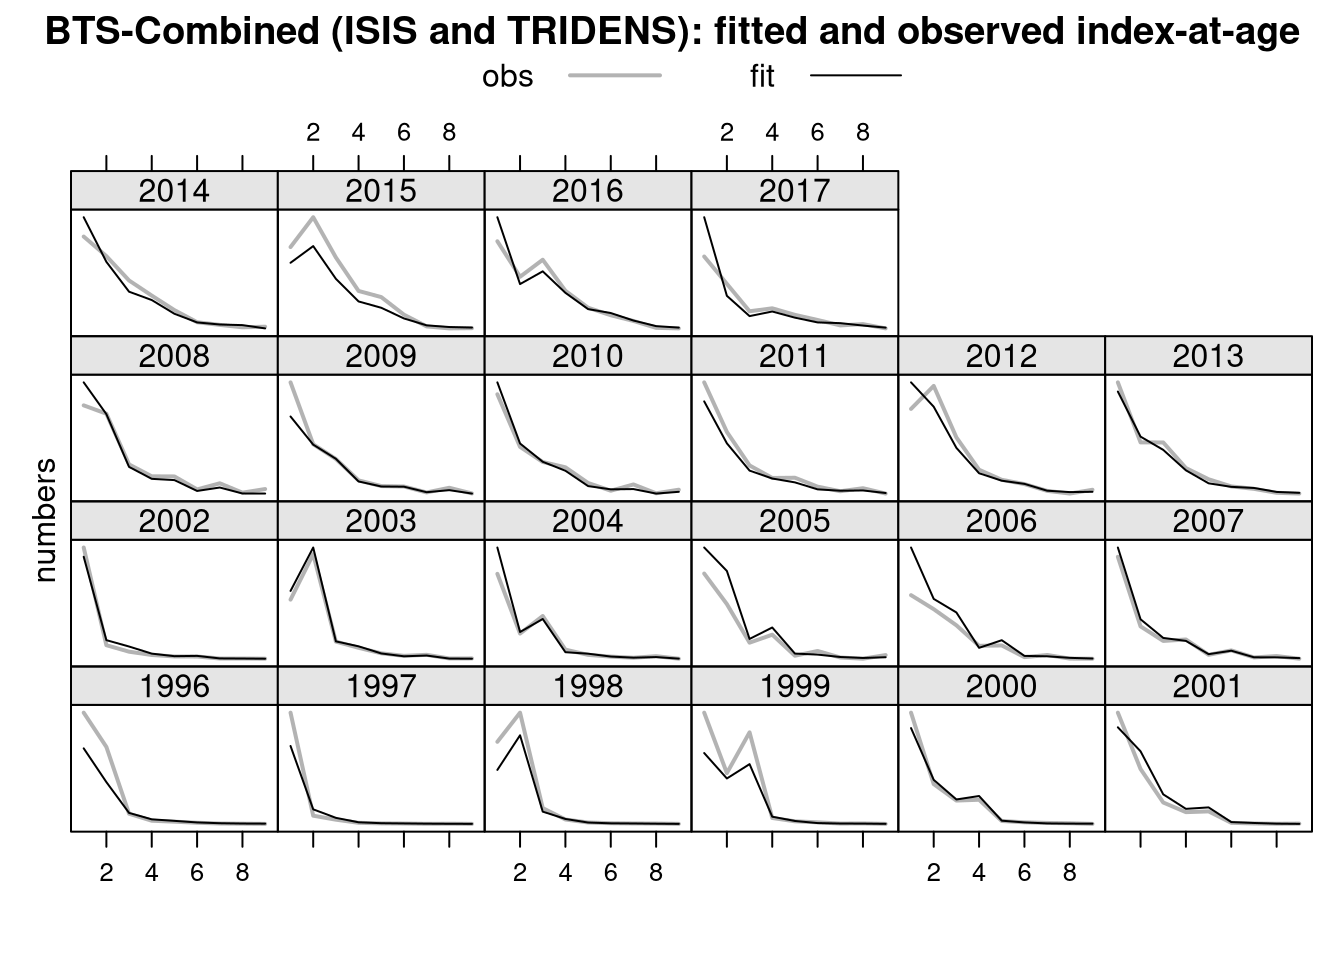 BTS-Combined (ISIS and TRIDENS): fitted and observed index-at-age
obs fit
2 4 6 8 2 4 6 8
2014 2015 2016 2017
2008 2009 2010 2011 2012 2013
numbers
2002 2003 2004 2005 2006 2007
1996 1997 1998 1999 2000 2001
2 4 6 8 2 4 6 8 2 4 6 8